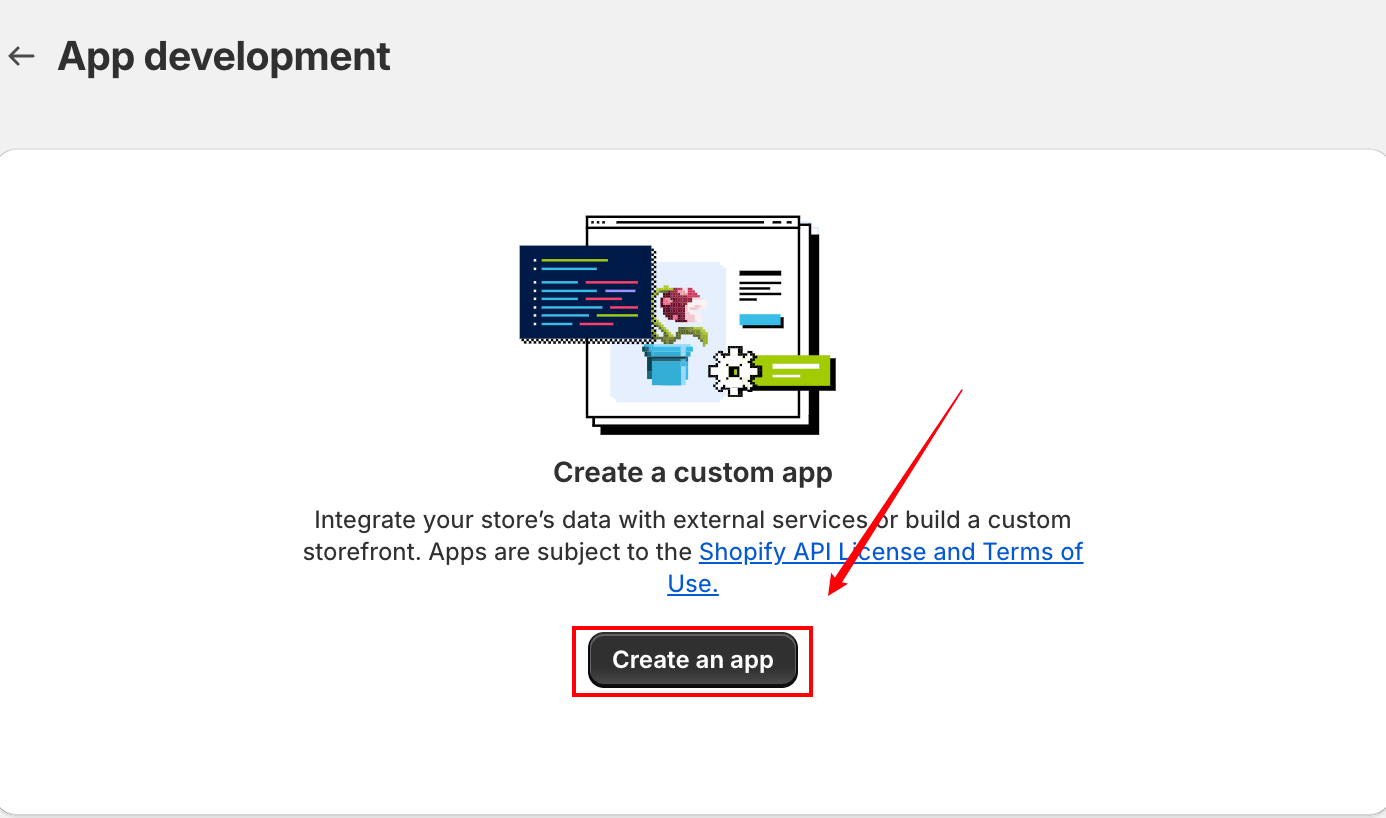 App development
Create a custom app
Integrate your store’s data with external services or build a custom
storefront. Apps are subject to the Shopify API License and Terms of
Use.
Create an app